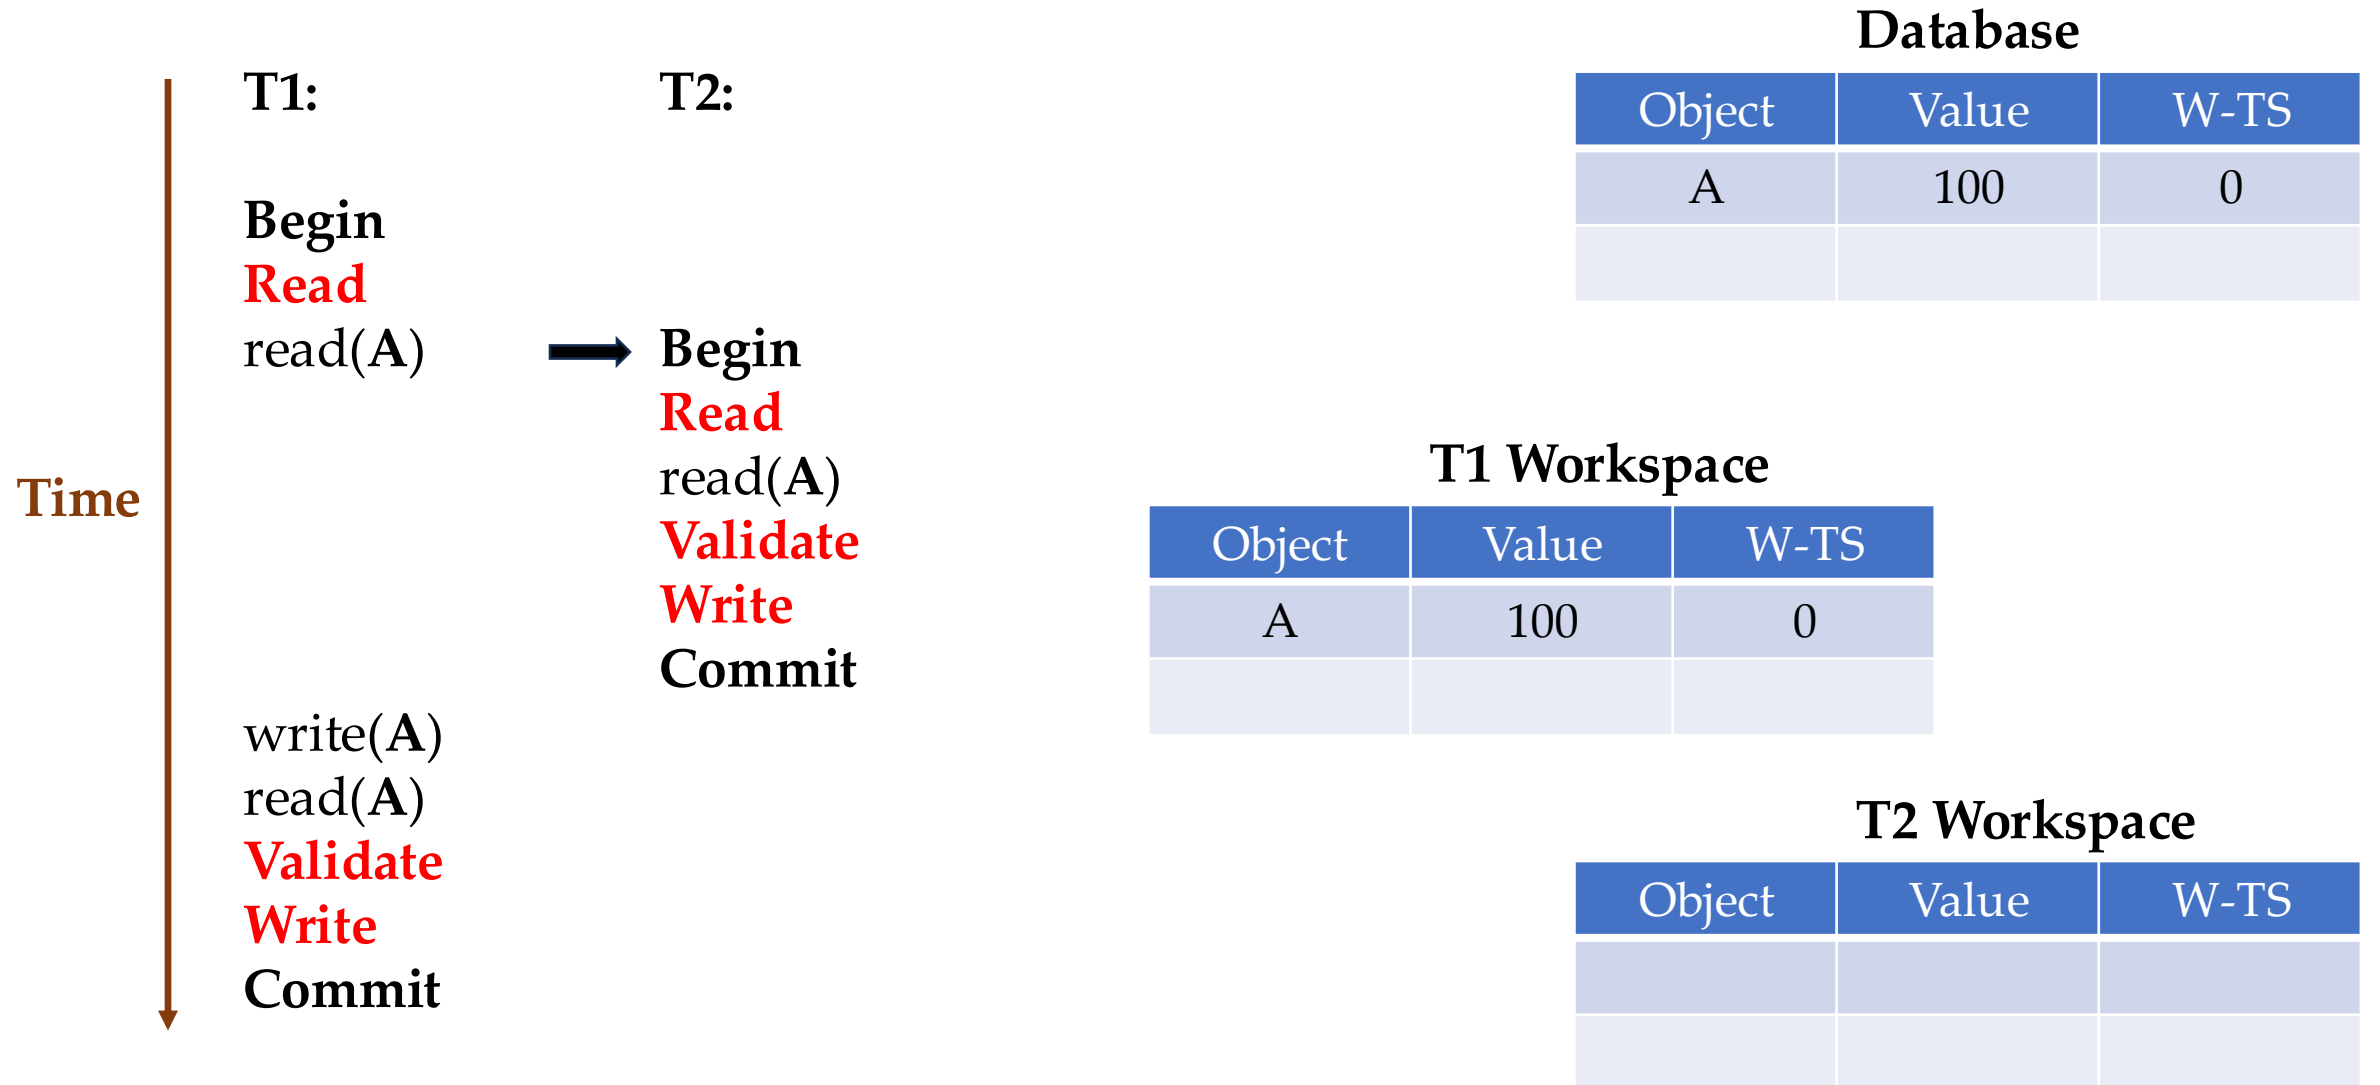 T1:
Begin
Read
read(A)
write(A)
read(A)
Validate
Write
Commit
Time
T2:
Begin
Read
read(A)
Validate
Write
Commit
Database
Object Value W-TS
A 100 0
T1 Workspace
Object Value W-TS
A 100 0
T2 Workspace
Object Value W-TS